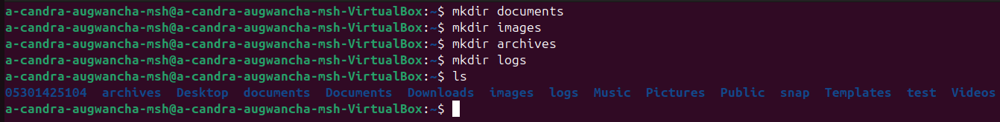 a-candra-augwancha-msh@a-candra-augwancha-msh-VirtualBox:~$ mkdir documents
a-candra-augwancha-msh@a-candra-augwancha-msh-VirtualBox:~$ mkdir images
a-candra-augwancha-msh@a-candra-augwancha-msh-VirtualBox:~$ mkdir archives
a-candra-augwancha-msh@a-candra-augwancha-msh-VirtualBox:~$ mkdir logs
a-candra-augwancha-msh@a-candra-augwancha-msh-VirtualBox:~$ ls
05301425104  archives  Desktop  documents  Documents  Downloads  images  logs  Music  Pictures  Public  snap  Templates  test  Videos
a-candra-augwancha-msh@a-candra-augwancha-msh-VirtualBox:~$